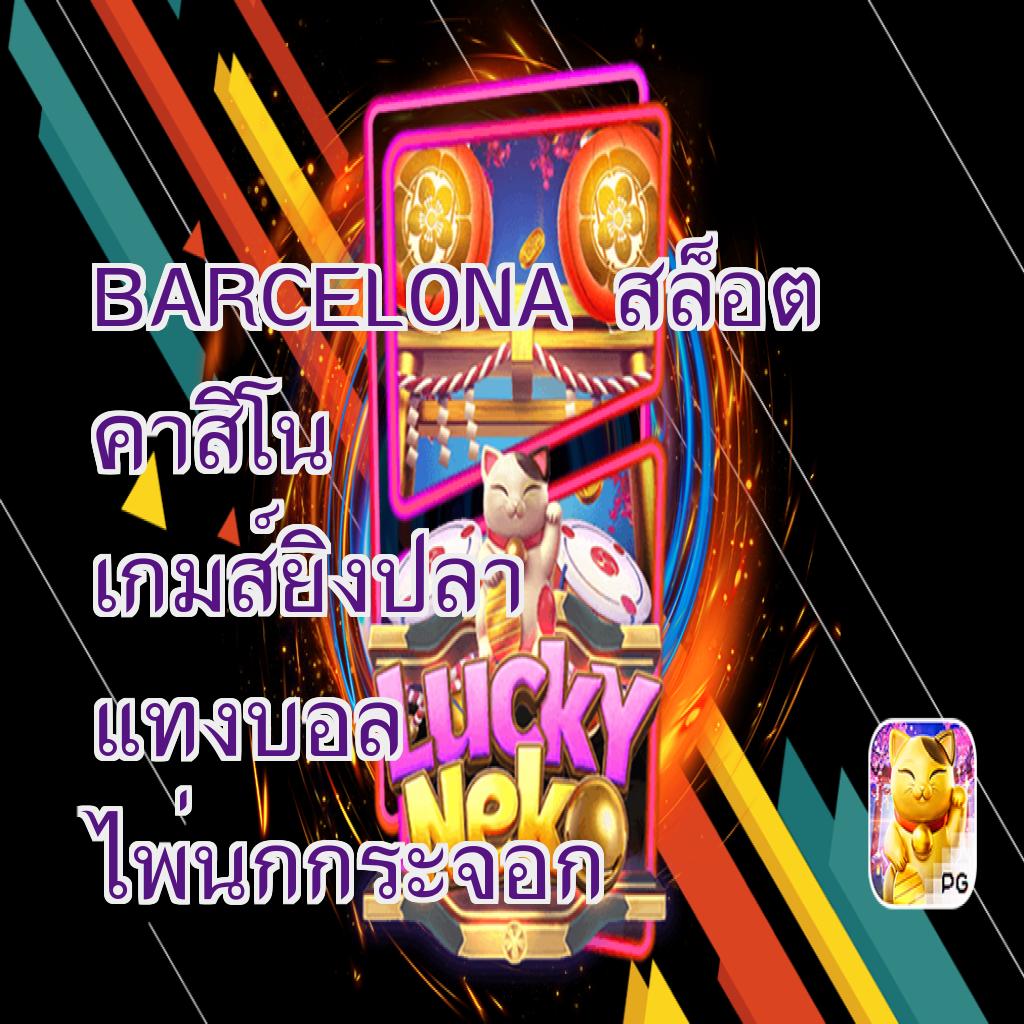 BARCELONA สล็อต
คาสิโน
เกมส์ยิงปลา
แทงบอล
ไพ่นกกระจอก
LUCKY
Neko
PG